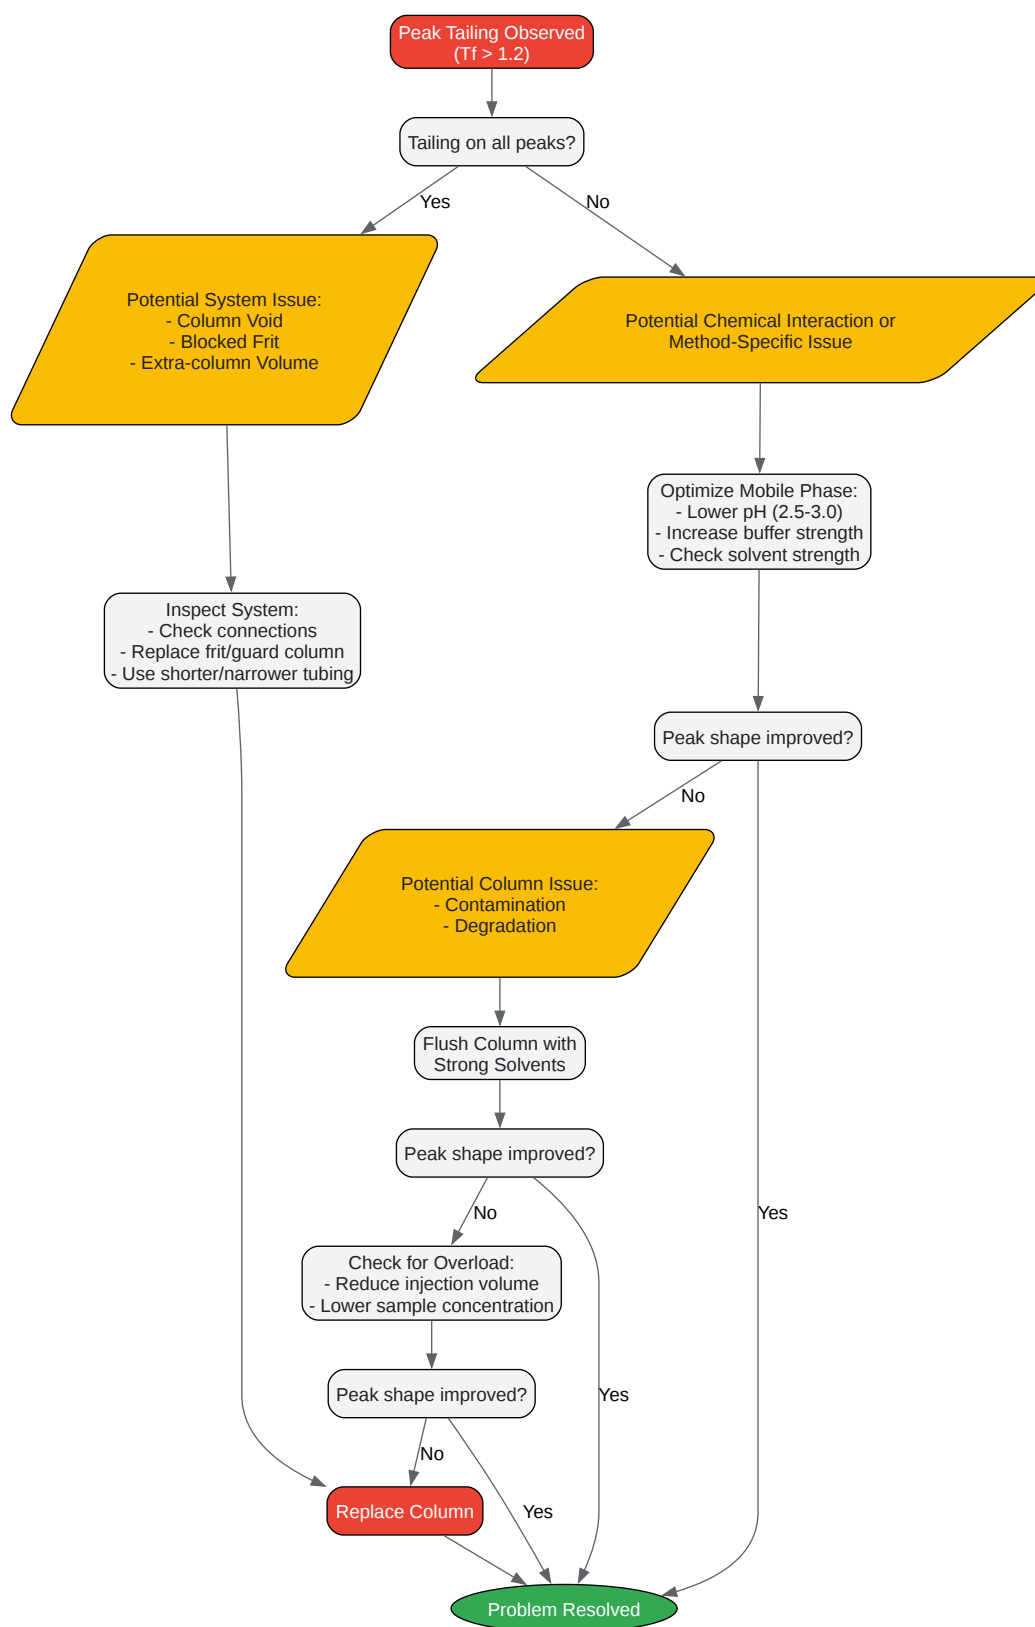 Peak Tailing Observed
(Tf > 1.2)
Tailing on all peaks?
Yes
No
Potential System Issue:
- Column Void
- Blocked Frit
- Extra-column Volume
Potential Chemical Interaction or
Method-Specific Issue
Optimize Mobile Phase:
- Lower pH (2.5-3.0)
- Increase buffer strength
- Check solvent strength
Inspect System:
- Check connections
- Replace frit/guard column
- Use shorter/narrower tubing
Peak shape improved?
No
Potential Column Issue:
- Contamination
- Degradation
Flush Column with
Strong Solvents
Peak shape improved?
No
Yes
Check for Overload:
- Reduce injection volume
- Lower sample concentration
Peak shape improved?
Yes
No
Replace Column
Yes
Problem Resolved